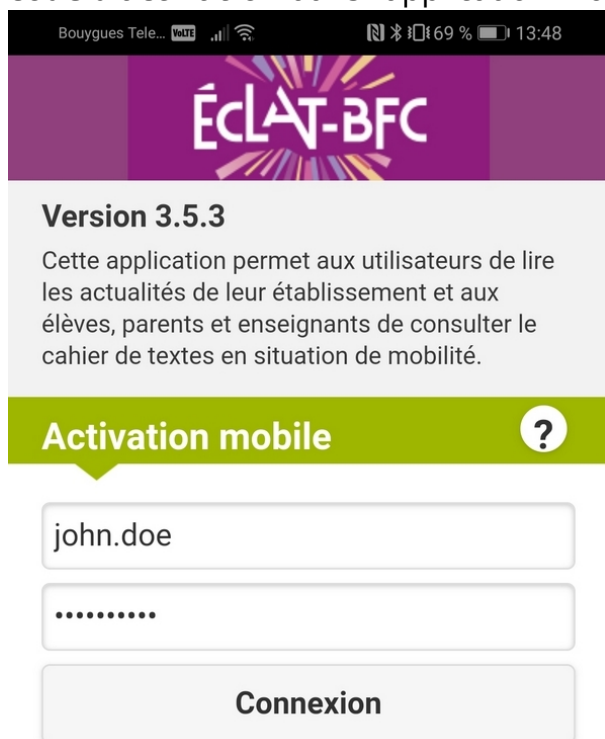 Bouygues Tele... VoLTE 69 % 13:48
ÉCLAT-BFC
Version 3.5.3
Cette application permet aux utilisateurs de lire
les actualités de leur établissement et aux
élèves, parents et enseignants de consulter le
cahier de textes en situation de mobilité.
Activation mobile ?
john.doe
••••••••••
Connexion